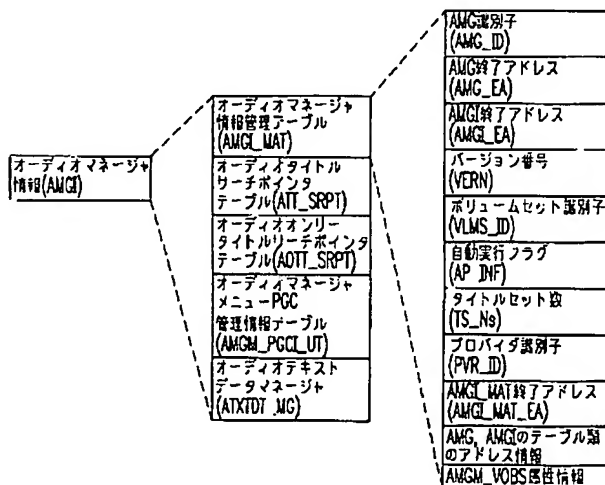 オーディオマネージャ
情報(AMGI)
オーディオマネージャ
情報管理テーブル
(AMGI_MAT)
オーディオタイトル
サーチポインタ
テーブル(ATT_SRPT)
オーディオオンリー
タイトルサーチポインタ
テーブル(AOTT_SRPT)
オーディオマネージャ
メニューPGC
管理情報テーブル
(AMGM_PGCI_UT)
オーディオテキスト
データマネージャ
(ATXTDT_MG)
AMG識別子
(AMG_ID)
AMG終了アドレス
(AMG_EA)
AMGI終了アドレス
(AMGI_EA)
バージョン番号
(VERN)
ボリュームセット識別子
(VLMS_ID)
自動実行フラグ
(AP_INF)
タイトルセット数
(TS_Ns)
プロバイダ識別子
(PVR_ID)
AMGI_MAT終了アドレス
(AMGI_MAT_EA)
AMG, AMGIのテーブル類
のアドレス情報
AMGM_VOBS属性情報